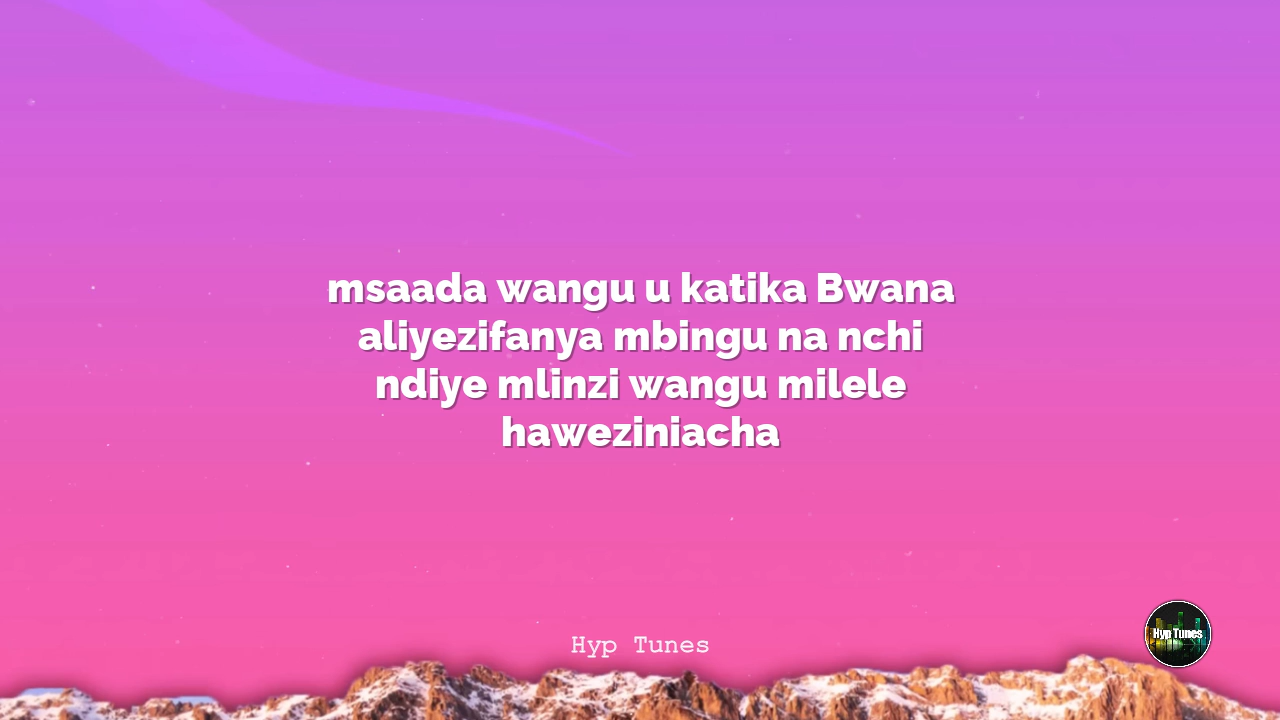 msaada wangu u katika Bwana
aliyezifanya mbingu na nchi
ndiye mlinzi wangu milele
haweziniacha
Hyp Tunes
Hyp Tunes